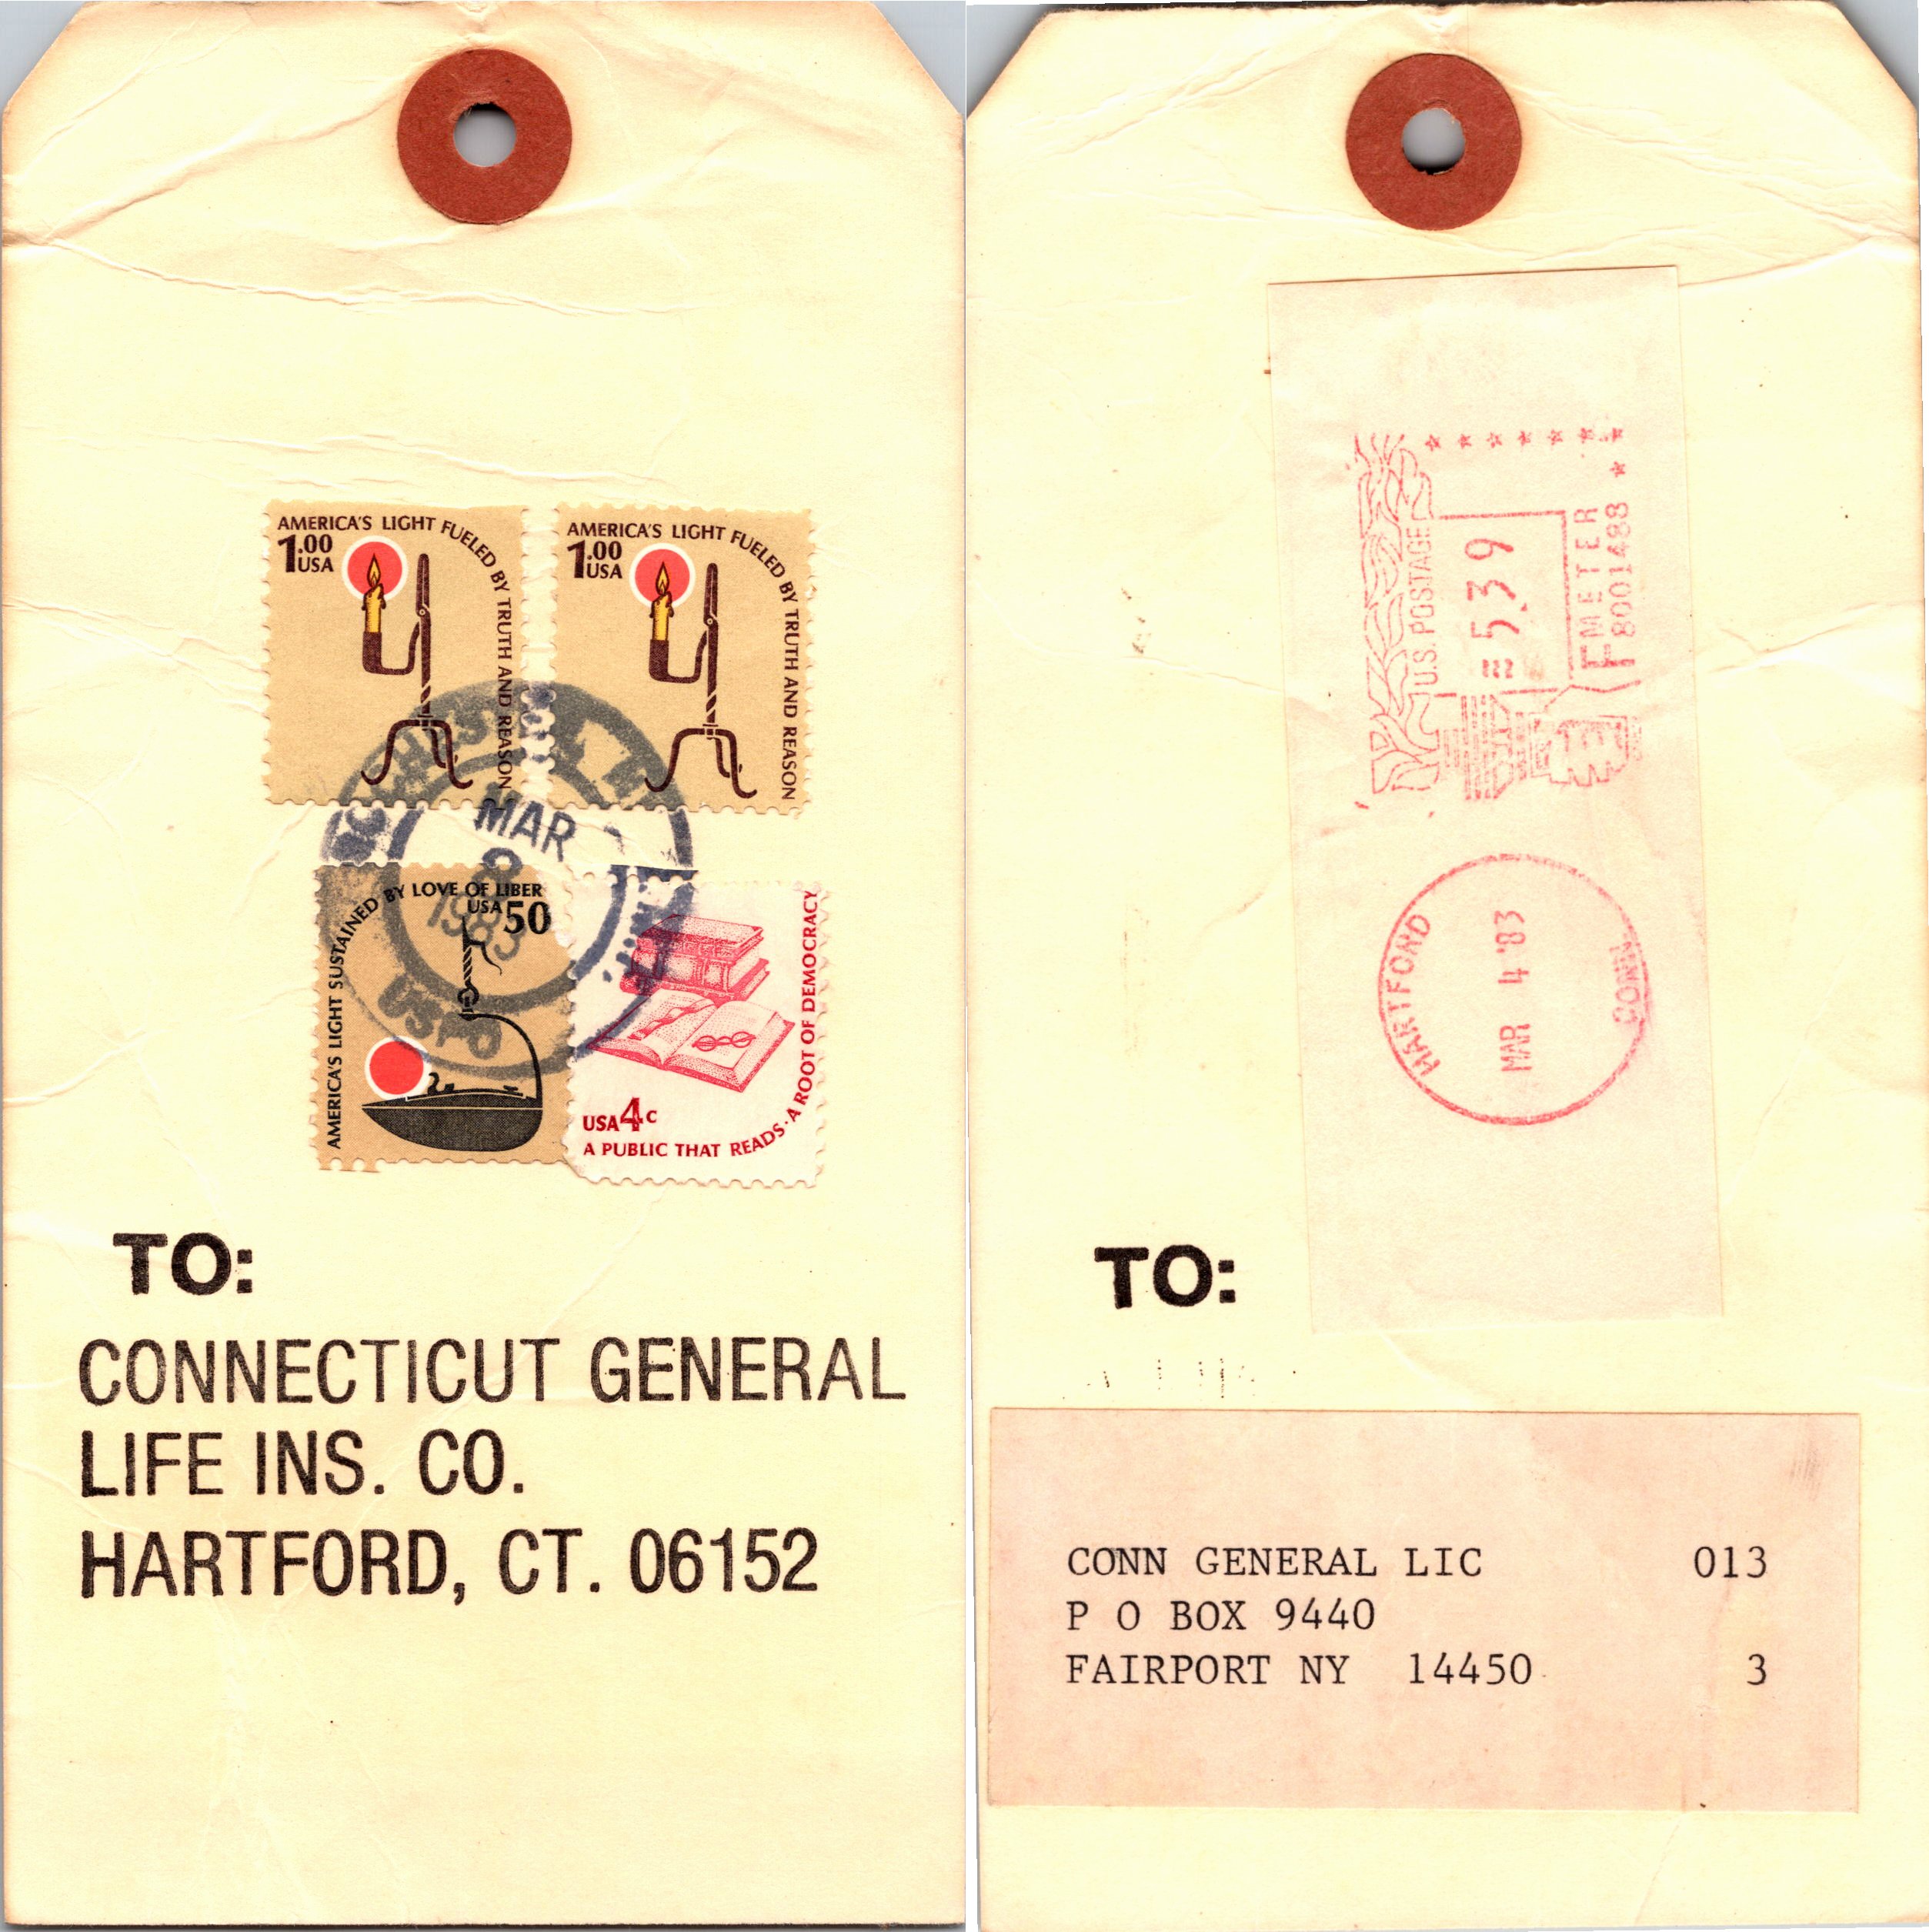 AMERICA'S LIGHT FUELED BY TRUTH AND REASON
1.00
USA
AMERICA'S LIGHT FUELED BY TRUTH AND REASON
1.00
USA
MAR
1983
USPO
AMERICA'S LIGHT SUSTAINED BY LOVE OF LIBER
USA 50
USA 4c
A PUBLIC THAT READS · A ROOT OF DEMOCRACY
TO:
CONNECTICUT GENERAL
LIFE INS. CO.
HARTFORD, CT. 06152
U.S. POSTAGE
5.39
FMETER
F8001488
HARTFORD
MAR 4 '83
CONN.
TO:
CONN GENERAL LIC 013
P O BOX 9440
FAIRPORT NY 14450 3